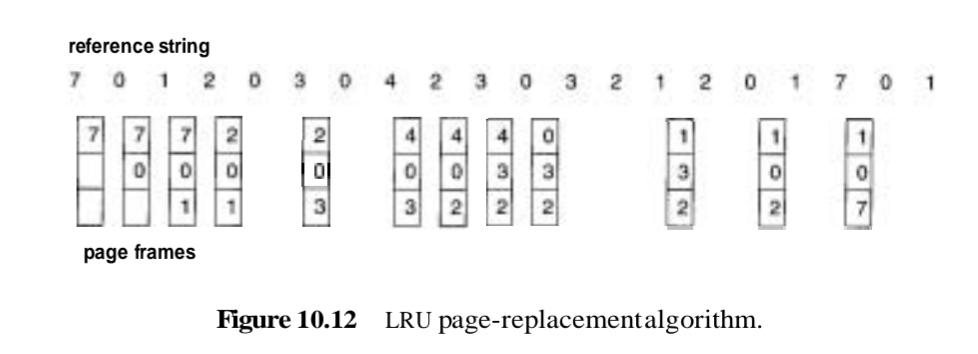 reference string
7 0 1 2 0 3 0 4 2 3 0 3 2 1 2 0 1 7 0 1
7 7 7 2 2 4 4 4 0 1 1 1
0 0 0 0 0 0 3 3 3 0 0
1 1 3 3 2 2 2 2 2 7
page frames
Figure 10.12 LRU page-replacementalgorithm.